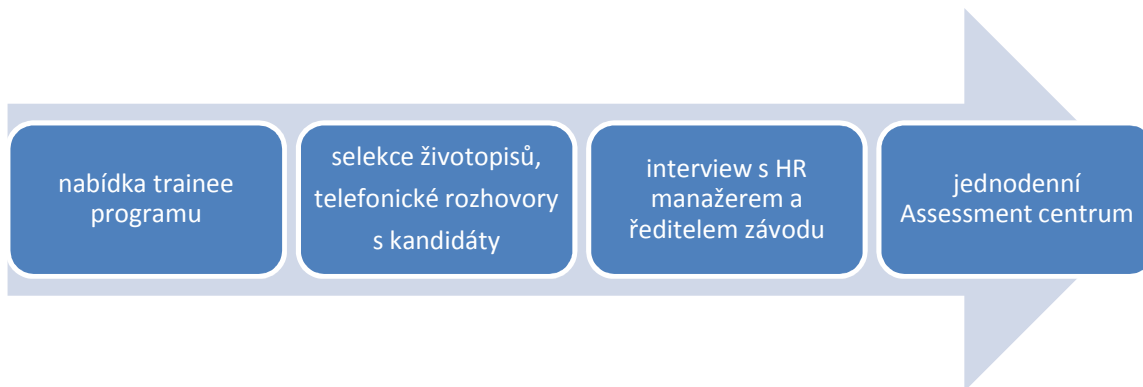 nabídka trainee
programu
selekce životopisů,
telefonické rozhovory
s kandidáty
interview s HR
manažerem a
ředitelem závodu
jednodenní
Assessment centrum